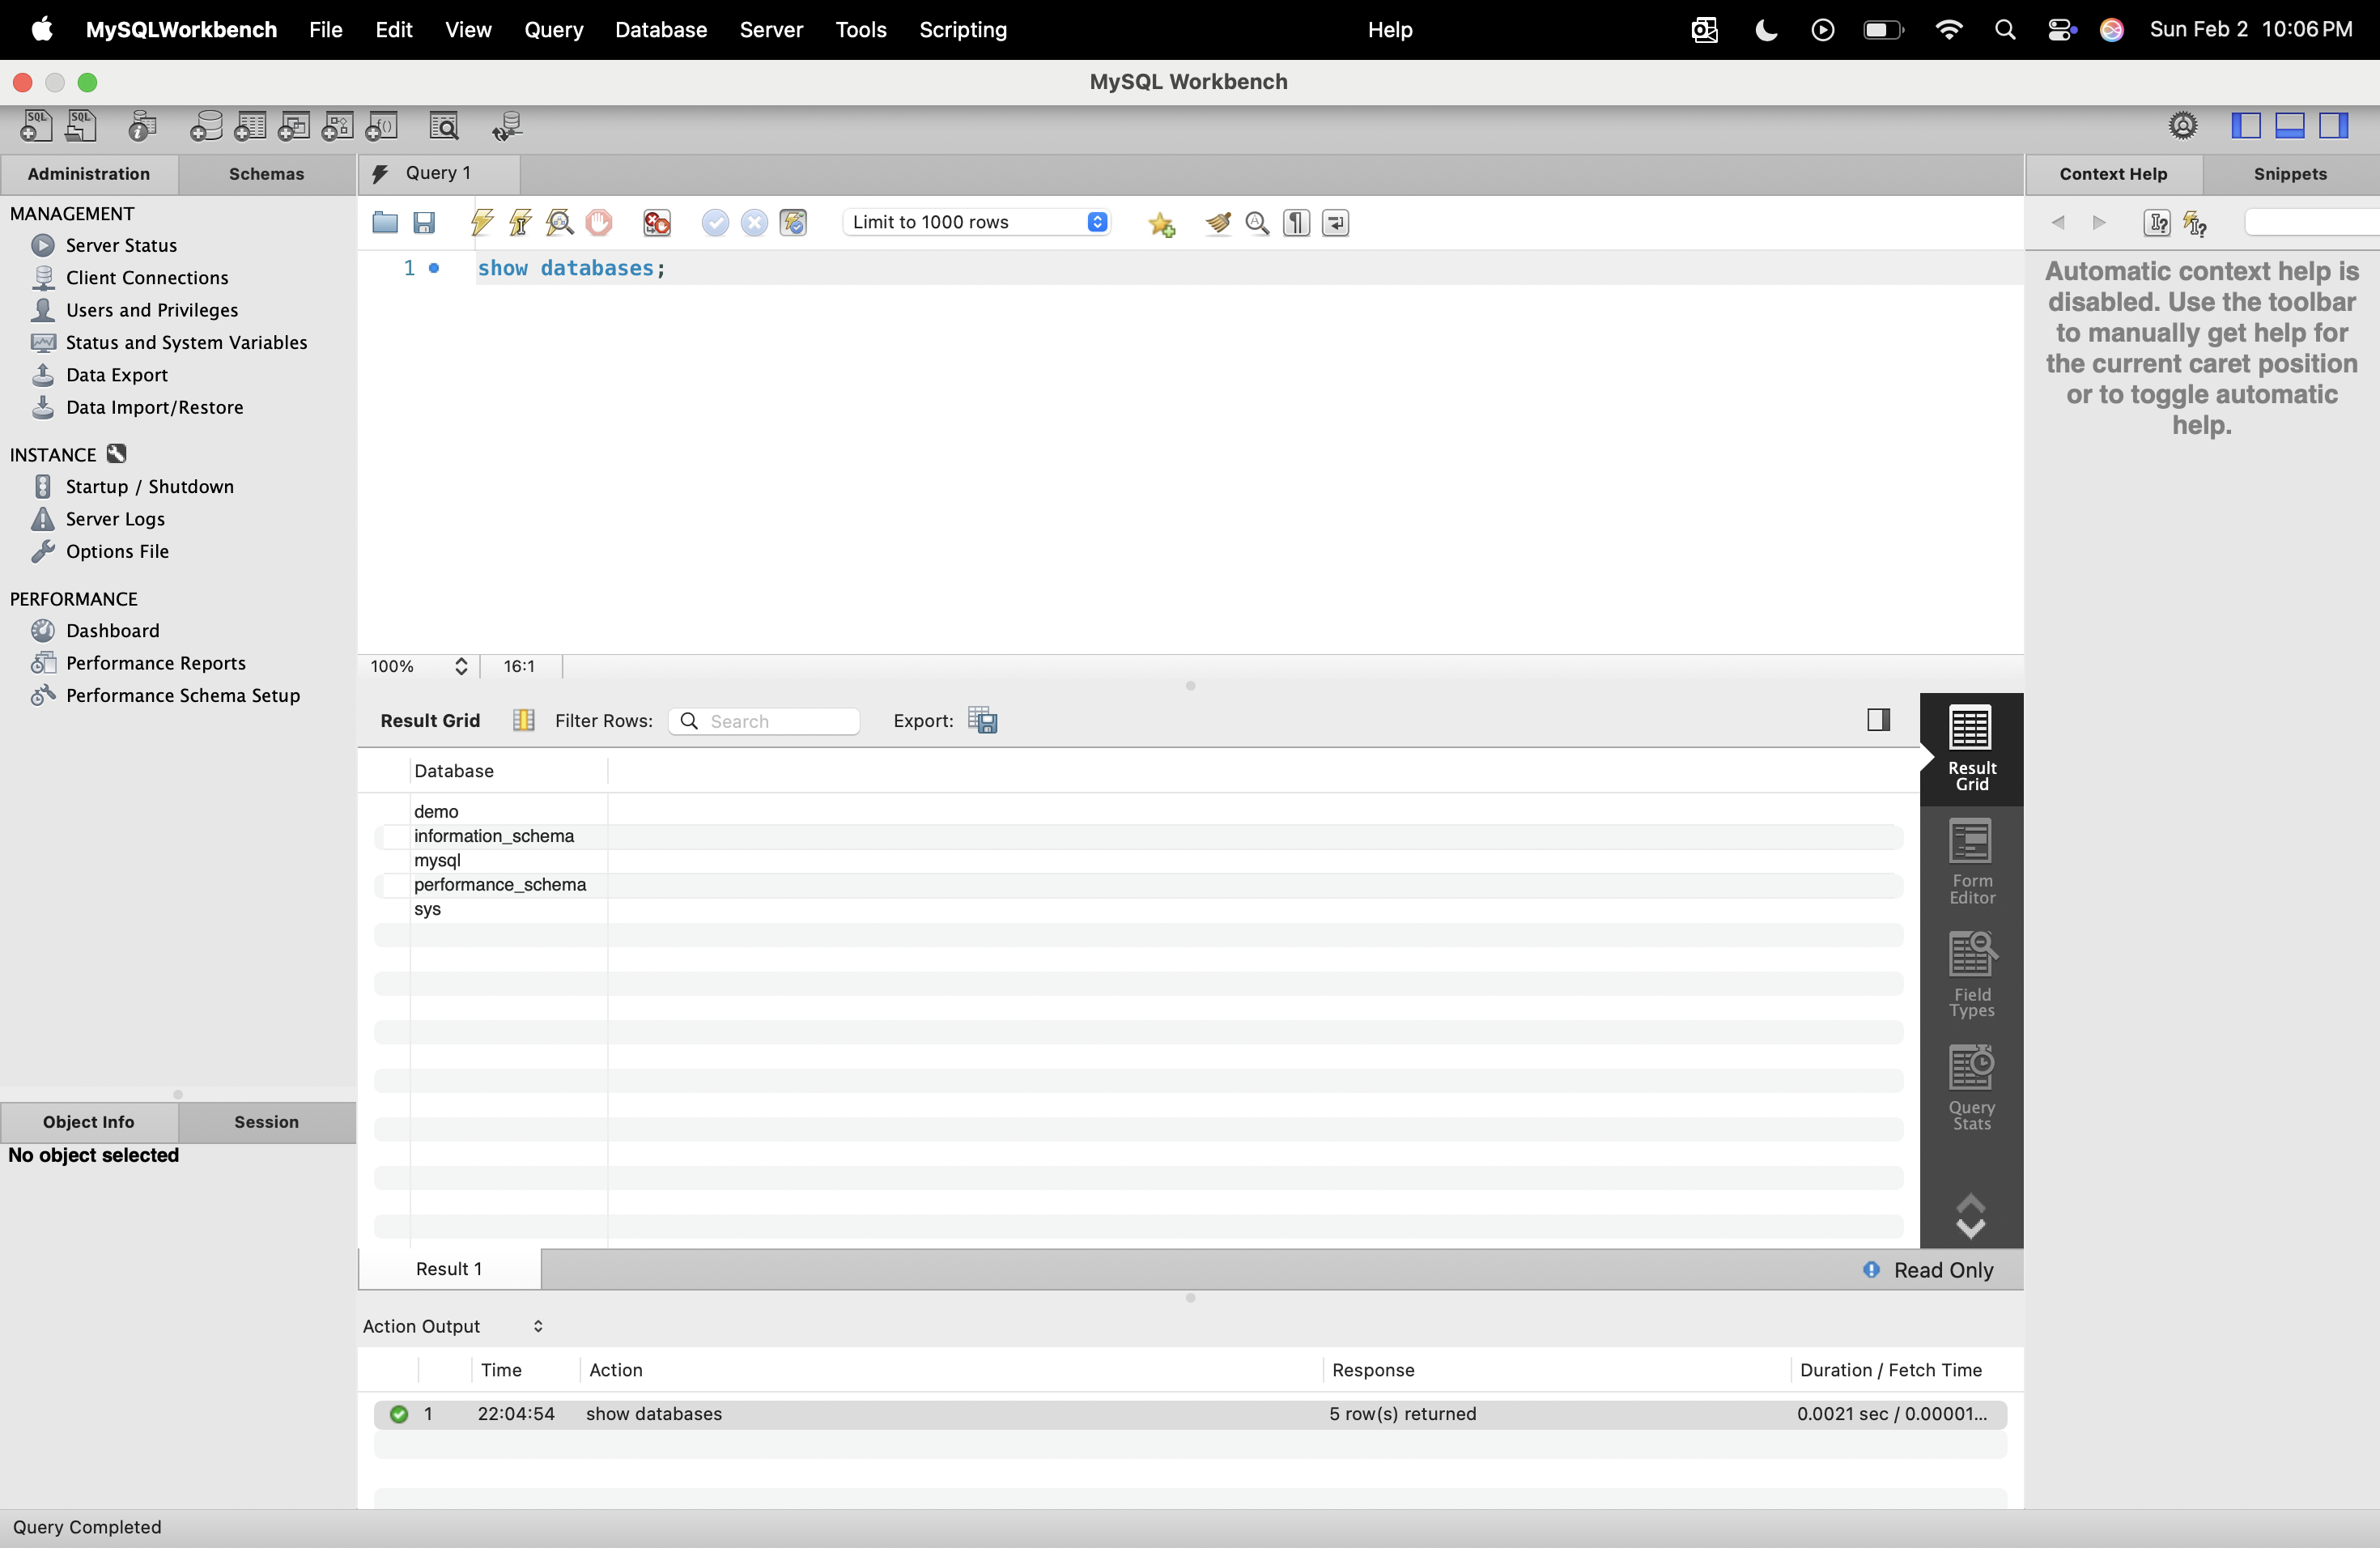 MySQLWorkbench File Edit View Query Database Server Tools Scripting Help Sun Feb 2 10:06 PM
MySQL Workbench
Administration Schemas
MANAGEMENT
Server Status
Client Connections
Users and Privileges
Status and System Variables
Data Export
Data Import/Restore
INSTANCE
Startup / Shutdown
Server Logs
Options File
PERFORMANCE
Dashboard
Performance Reports
Performance Schema Setup
Object Info Session
No object selected
Query 1
Limit to 1000 rows
1 show databases;
100% 16:1
Result Grid Filter Rows: Search Export:
Database
demo
information_schema
mysql
performance_schema
sys
Result
Grid
Form
Editor
Field
Types
Query
Stats
Result 1 Read Only
Action Output
Time Action Response Duration / Fetch Time
1 22:04:54 show databases 5 row(s) returned 0.0021 sec / 0.00001...
Context Help Snippets
Automatic context help is
disabled. Use the toolbar
to manually get help for
the current caret position
or to toggle automatic
help.
Query Completed